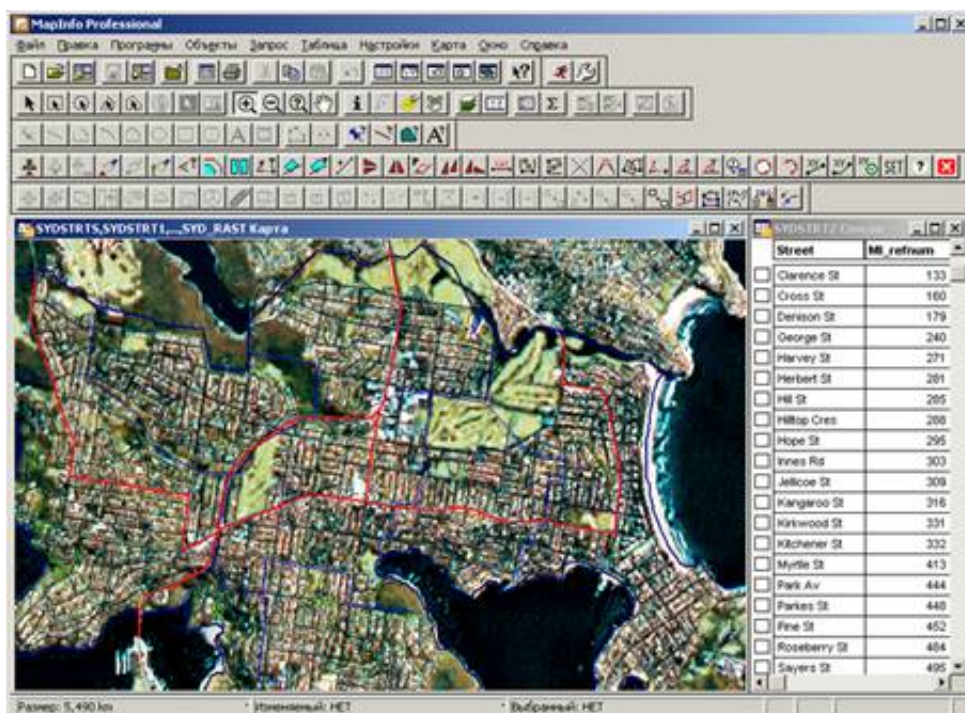 MapInfo Professional
Файл Правка Программы Объекты Запрос Таблица Настройки Карта Окно Справка
SET ?
SYDSTRTS,SYDSTRT1,...,SYD_RAST Карта
SYDSTRT2 Список
Street MI_refnum
Clarence St 133
Cross St 160
Denison St 179
George St 240
Harvey St 271
Herbert St 281
Hill St 285
Hilltop Cres 288
Hope St 295
Innes Rd 303
Jellicoe St 309
Kangaroo St 316
Kirkwood St 331
Kitchener St 332
Myrtle St 413
Park Av 444
Parkes St 448
Pine St 452
Roseberry St 484
Sayers St 495
Размер: 5,490 km Изменяемый: НЕТ Выбранный: НЕТ